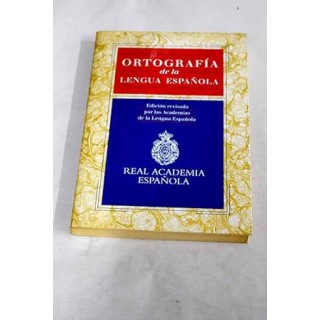 ORTOGRAFÍA
de la
LENGUA ESPAÑOLA
Edición revisada
por las Academias
de la Lengua Española
REAL ACADEMIA
ESPAÑOLA